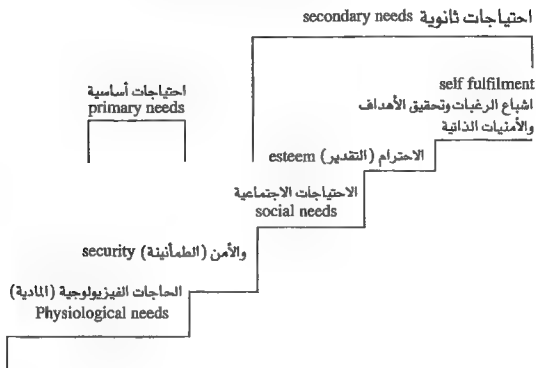 احتياجات ثانوية secondary needs
self fulfilment
اشباع الرغبات وتحقيق الأهداف
والأمنيات الذاتية
احتياجات أساسية
primary needs
الاحترام (التقدير) esteem
الاحتياجات الاجتماعية
social needs
والأمن (الطمأنينة) security
الحاجات الفيزيولوجية (المادية)
Physiological needs